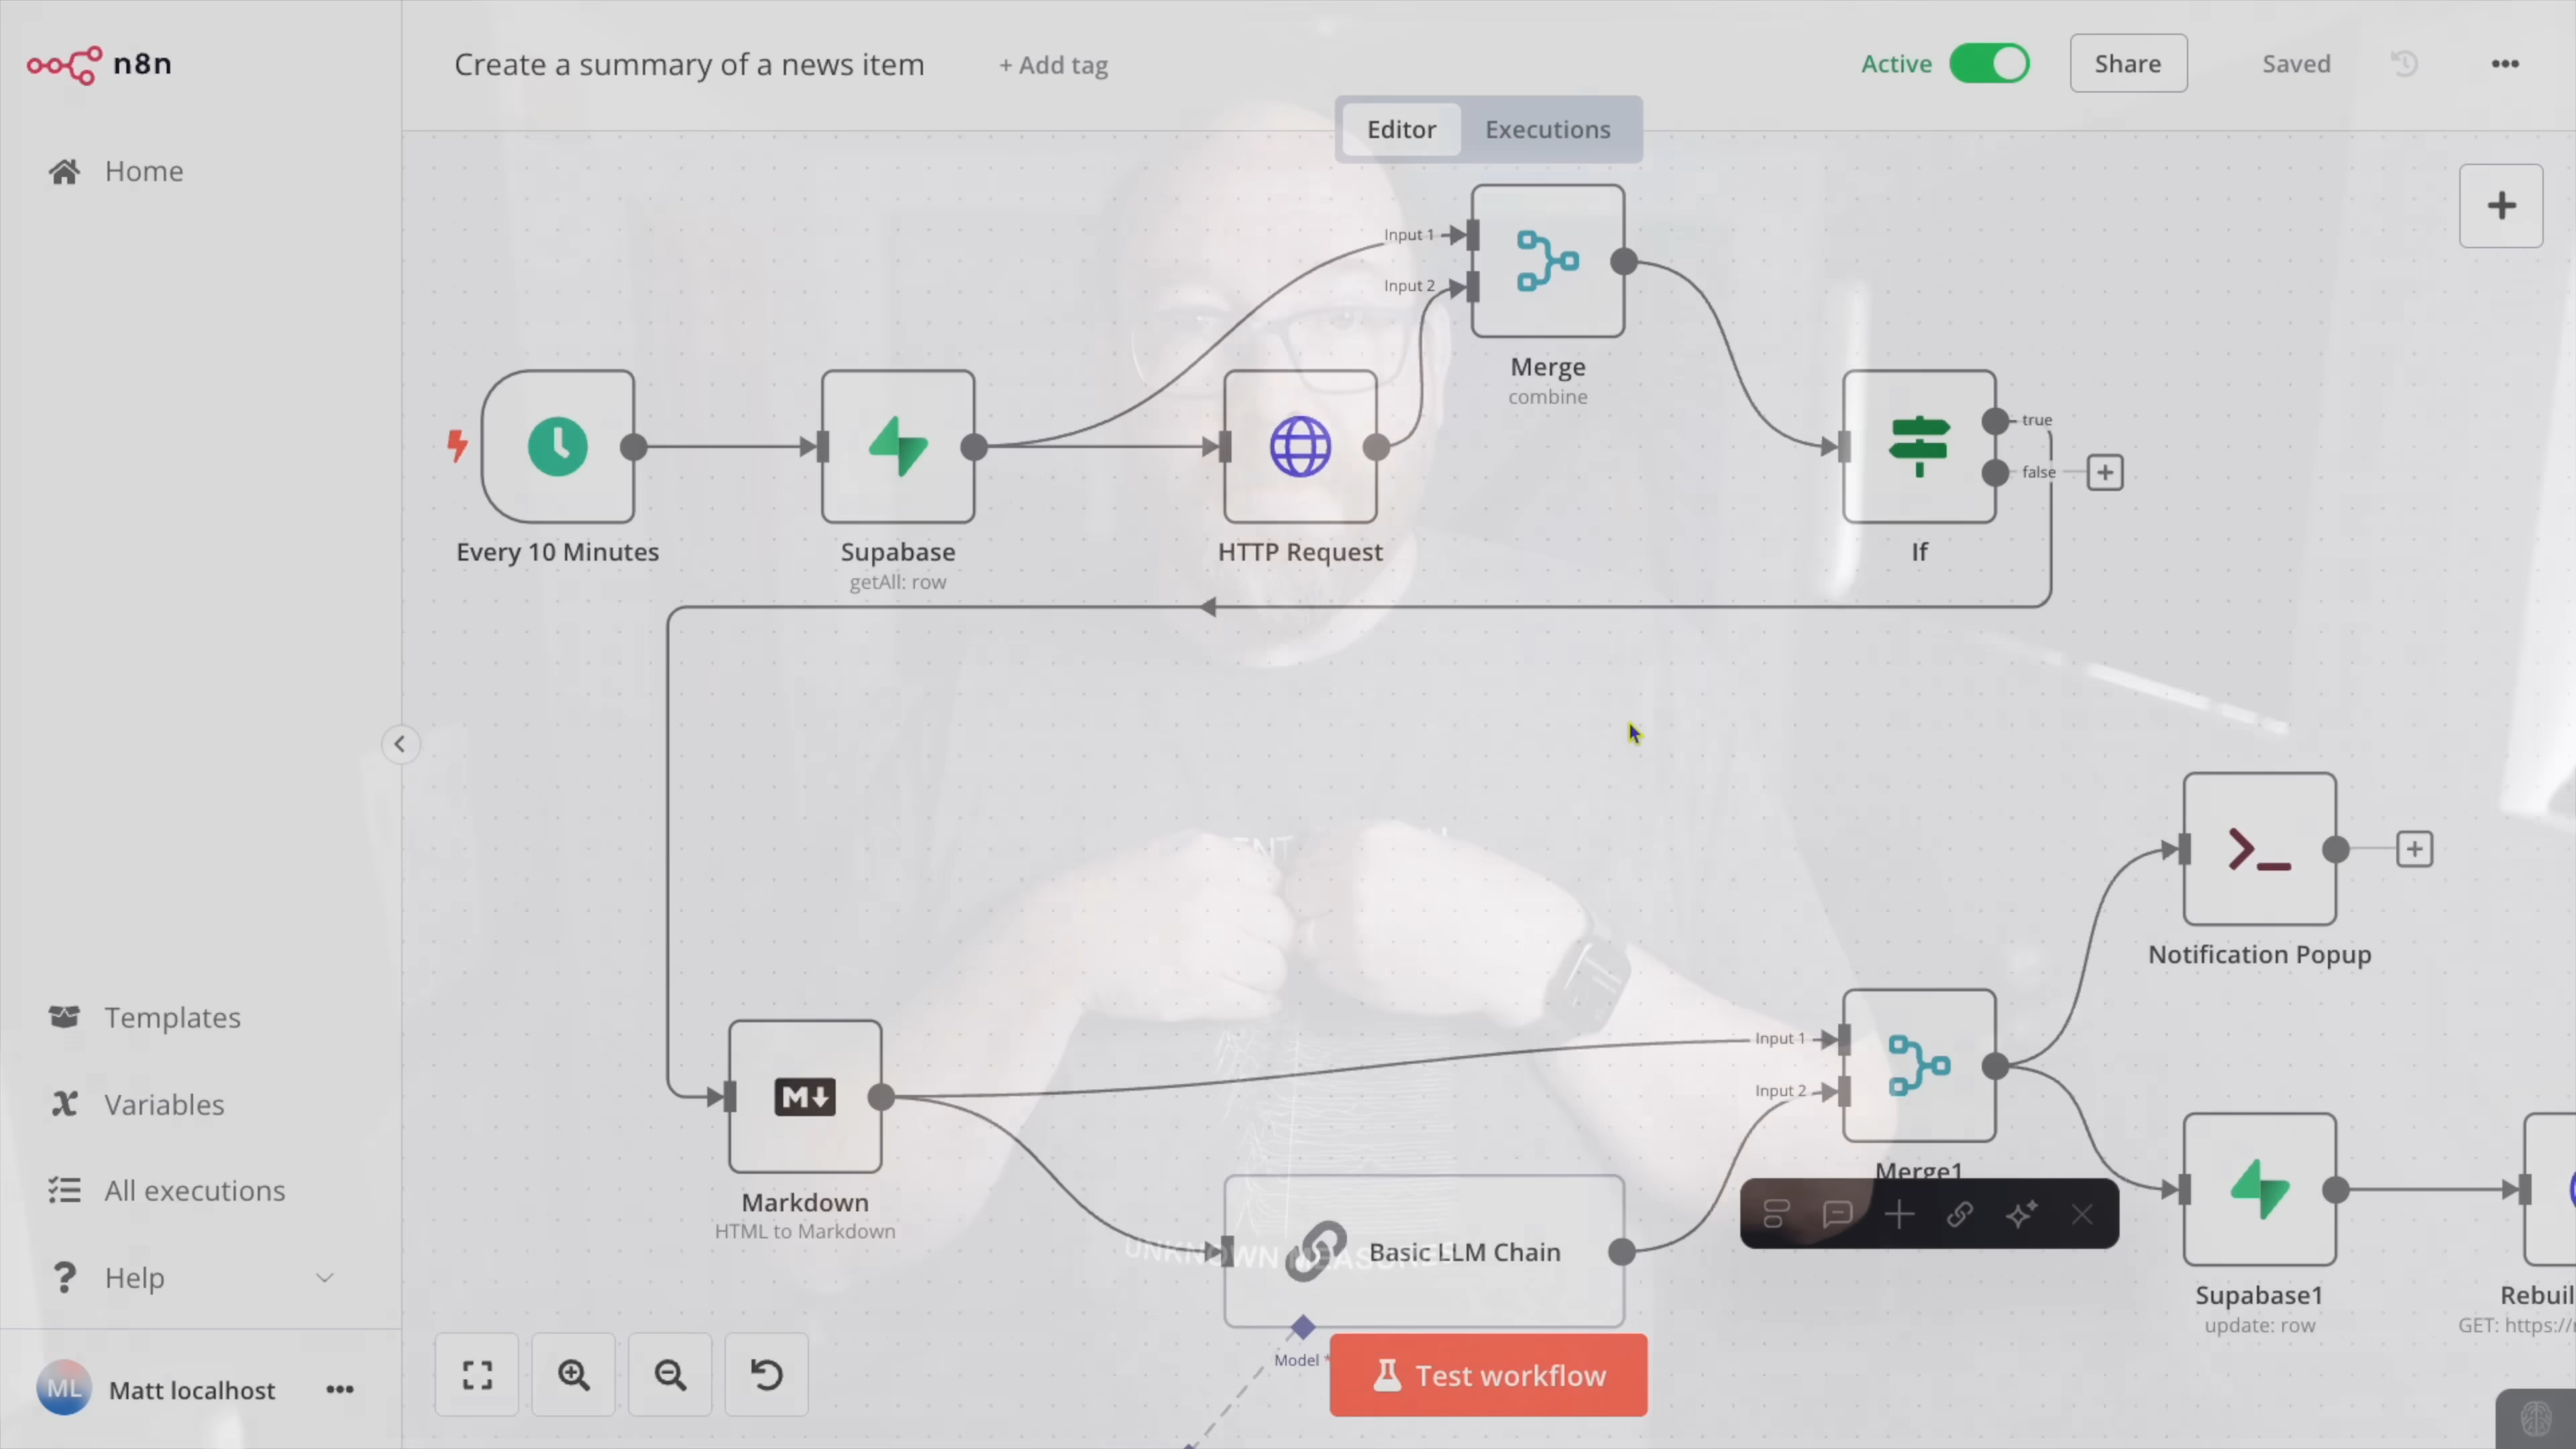 n8n
Create a summary of a news item
+ Add tag
Active
Share
Saved
Editor
Executions
Home
Input 1
Input 2
Merge
combine
true
false
Every 10 Minutes
Supabase
getAll: row
HTTP Request
If
Notification Popup
Input 1
Input 2
Merge1
Markdown
HTML to Markdown
Basic LLM Chain
UNKNOWN MEASURES
Supabase1
update: row
GET: https://
Model *
Test workflow
Templates
Variables
All executions
Help
ML
Matt localhost